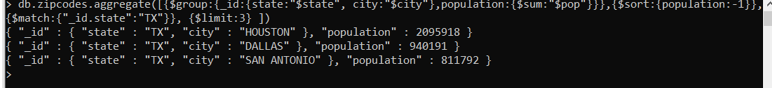 > db.zipcodes.aggregate([{$group:{_id:{state:"$state", city:"$city"},population:{$sum:"$pop"}}},{$sort:{population:-1}},
{$match:{"_id.state":"TX"}}, {$limit:3} ])
{ "_id" : { "state" : "TX", "city" : "HOUSTON" }, "population" : 2095918 }
{ "_id" : { "state" : "TX", "city" : "DALLAS" }, "population" : 940191 }
{ "_id" : { "state" : "TX", "city" : "SAN ANTONIO" }, "population" : 811792 }
>